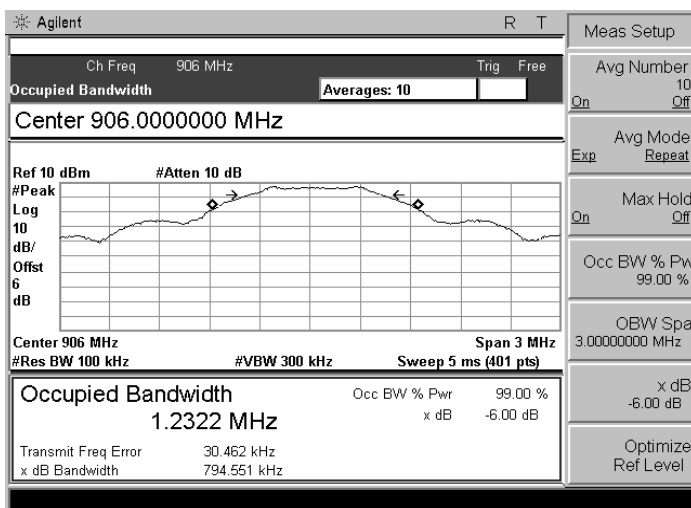 Agilent R T
Ch Freq 906 MHz Trig Free
Occupied Bandwidth Averages: 10
Center 906.0000000 MHz
Ref 10 dBm #Atten 10 dB
#Peak
Log
10
dB/
Offst
6
dB
Center 906 MHz Span 3 MHz
#Res BW 100 kHz #VBW 300 kHz Sweep 5 ms (401 pts)
Occupied Bandwidth Occ BW % Pwr 99.00 %
1.2322 MHz x dB -6.00 dB
Transmit Freq Error 30.462 kHz
x dB Bandwidth 794.551 kHz
Meas Setup
Avg Number
10
On Off
Avg Mode
Exp Repeat
Max Hold
On Off
Occ BW % Pw
99.00 %
OBW Spa
3.00000000 MHz
x dB
-6.00 dB
Optimize
Ref Level